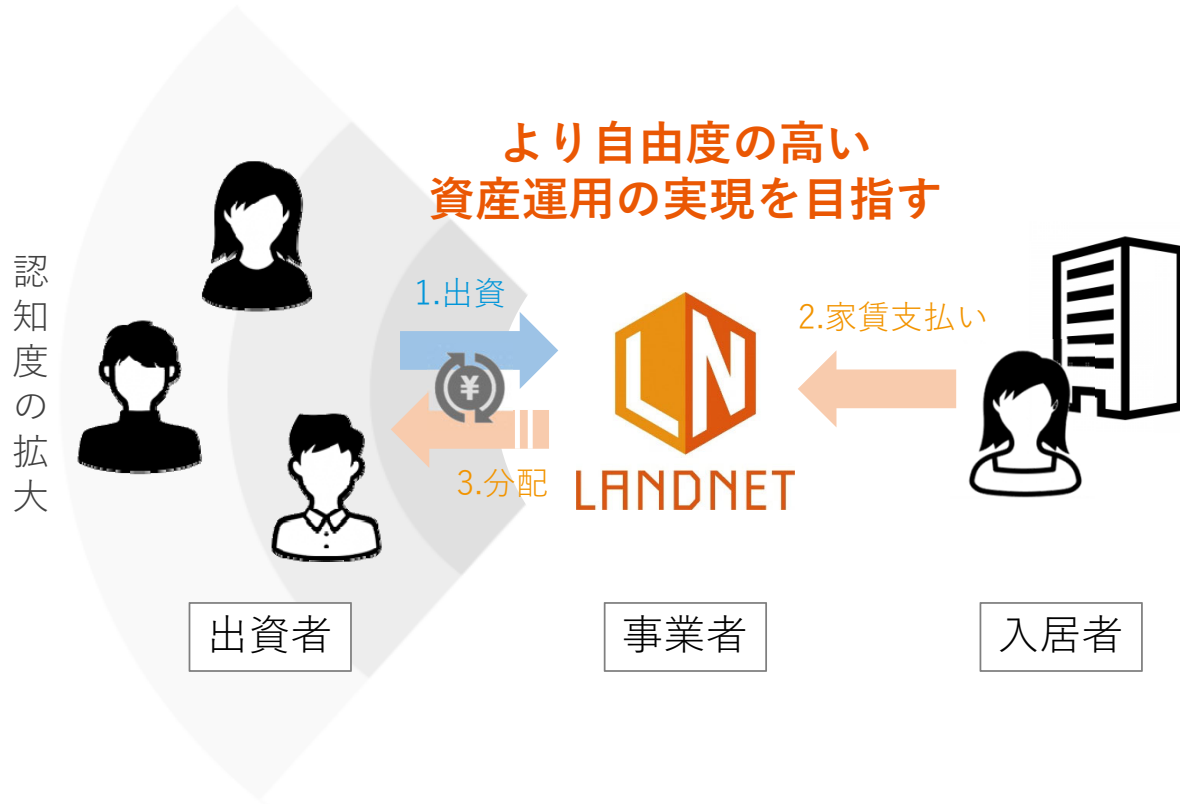 より自由度の高い
資産運用の実現を目指す
認知度の拡大
1.出資
¥
3.分配
LN
LANDNET
2.家賃支払い
出資者
事業者
入居者